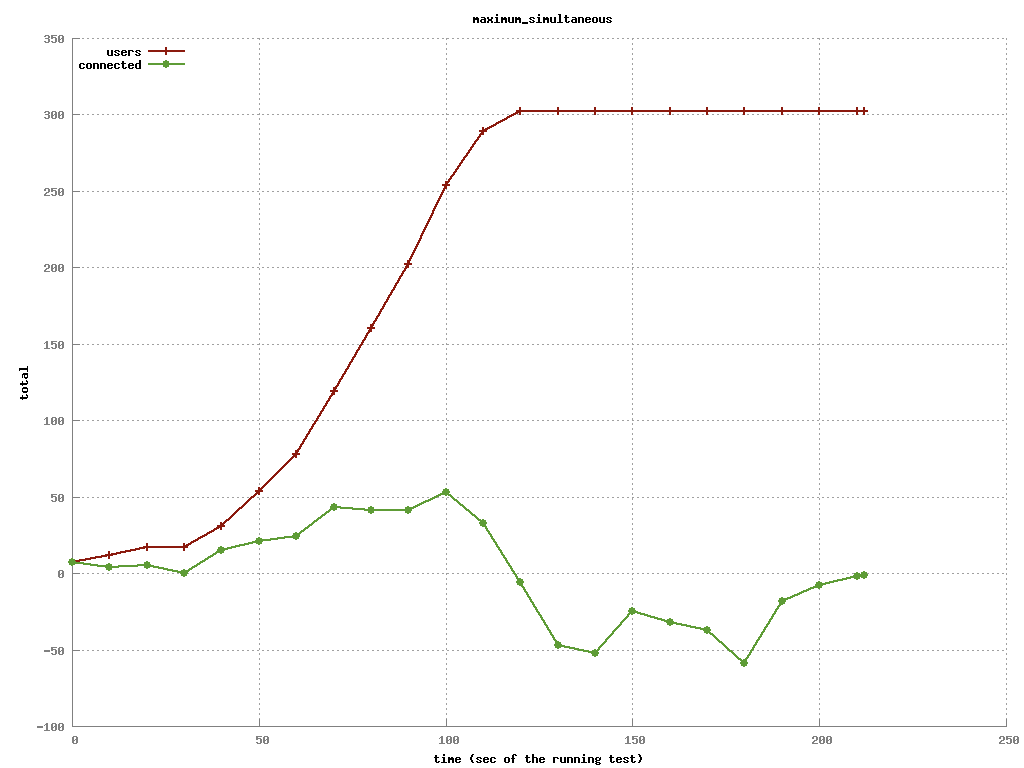 maximum_simultaneous
350
users
connected
300
250
200
150
total
100
50
0
-50
-100
0 50 100 150 200 250
time (sec of the running test)